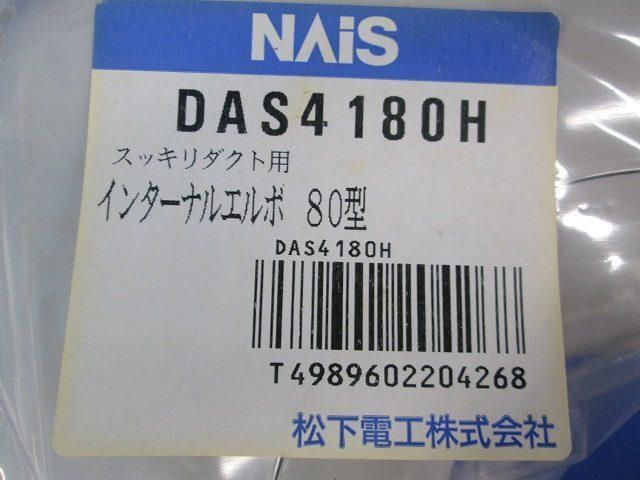 NAiS
DAS4180H
スッキリダクト用
インターナルエルボ 80型
DAS4180H
T4989602204268
松下電工株式会社